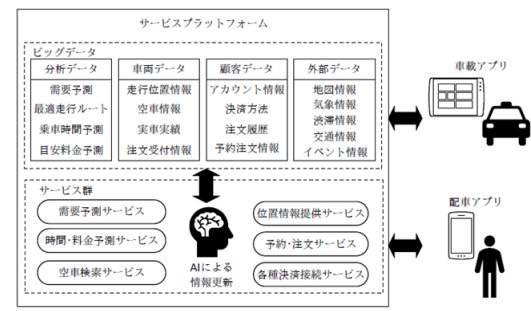 サービスプラットフォーム
ビッグデータ
分析データ
需要予測
最適走行ルート
乗車時間予測
目安料金予測
車両データ
走行位置情報
空車情報
実車実績
注文受付情報
顧客データ
アカウント情報
決済方法
注文履歴
予約注文情報
外部データ
地図情報
気象情報
渋滞情報
交通情報
イベント情報
サービス群
需要予測サービス
時間・料金予測サービス
空車検索サービス
AIによる
情報更新
位置情報提供サービス
予約・注文サービス
各種決済接続サービス
車載アプリ
配車アプリ